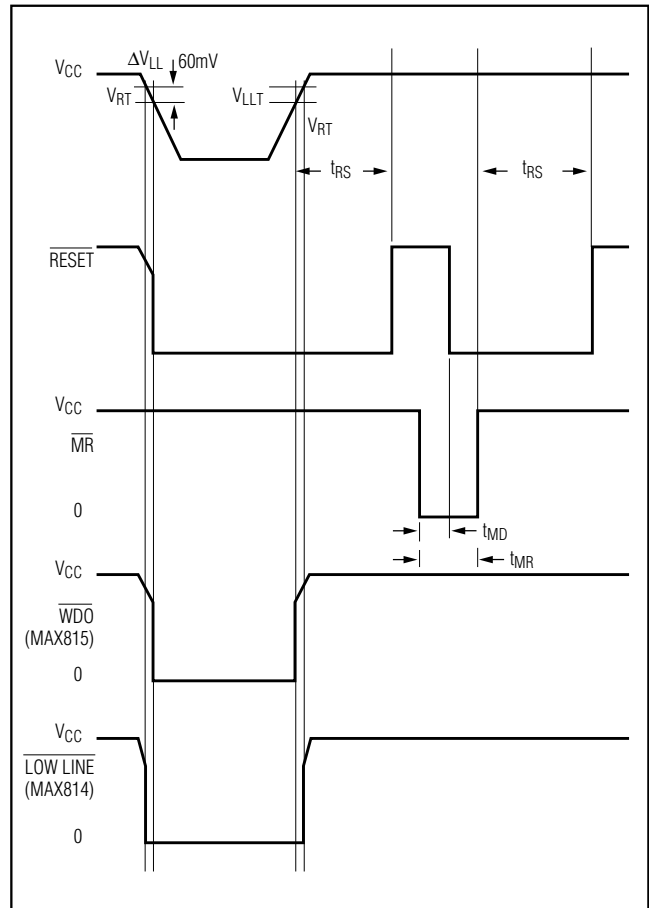 ΔVLL 60mV
VCC
VRT VLLT
VRT
tRS tRS
RESET
VCC
MR
0
tMD
tMR
VCC
WDO
(MAX815)
0
VCC
LOW LINE
(MAX814)
0